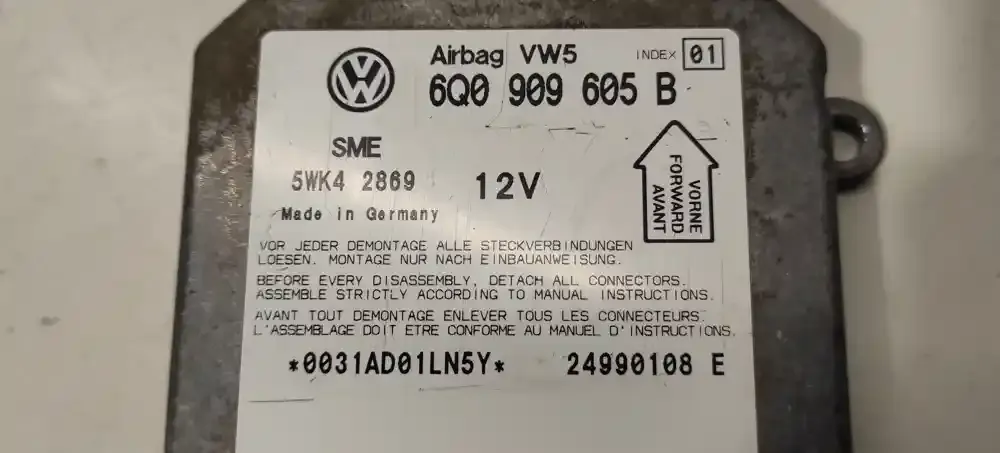 Airbag VW5 INDEX 01
6Q0 909 605 B
SME
5WK4 2869 12V
Made in Germany
VORNE
FORWARD
AVANT
VOR JEDER DEMONTAGE ALLE STECKVERBINDUNGEN
LOESEN. MONTAGE NUR NACH EINBAUANWEISUNG.
BEFORE EVERY DISASSEMBLY, DETACH ALL CONNECTORS.
ASSEMBLE STRICTLY ACCORDING TO MANUAL INSTRUCTIONS.
AVANT TOUT DEMONTAGE ENLEVER TOUS LES CONNECTEURS.
L'ASSEMBLAGE DOIT ETRE CONFORME AU MANUEL D'INSTRUCTIONS.
*0031AD01LN5Y* 24990108 E